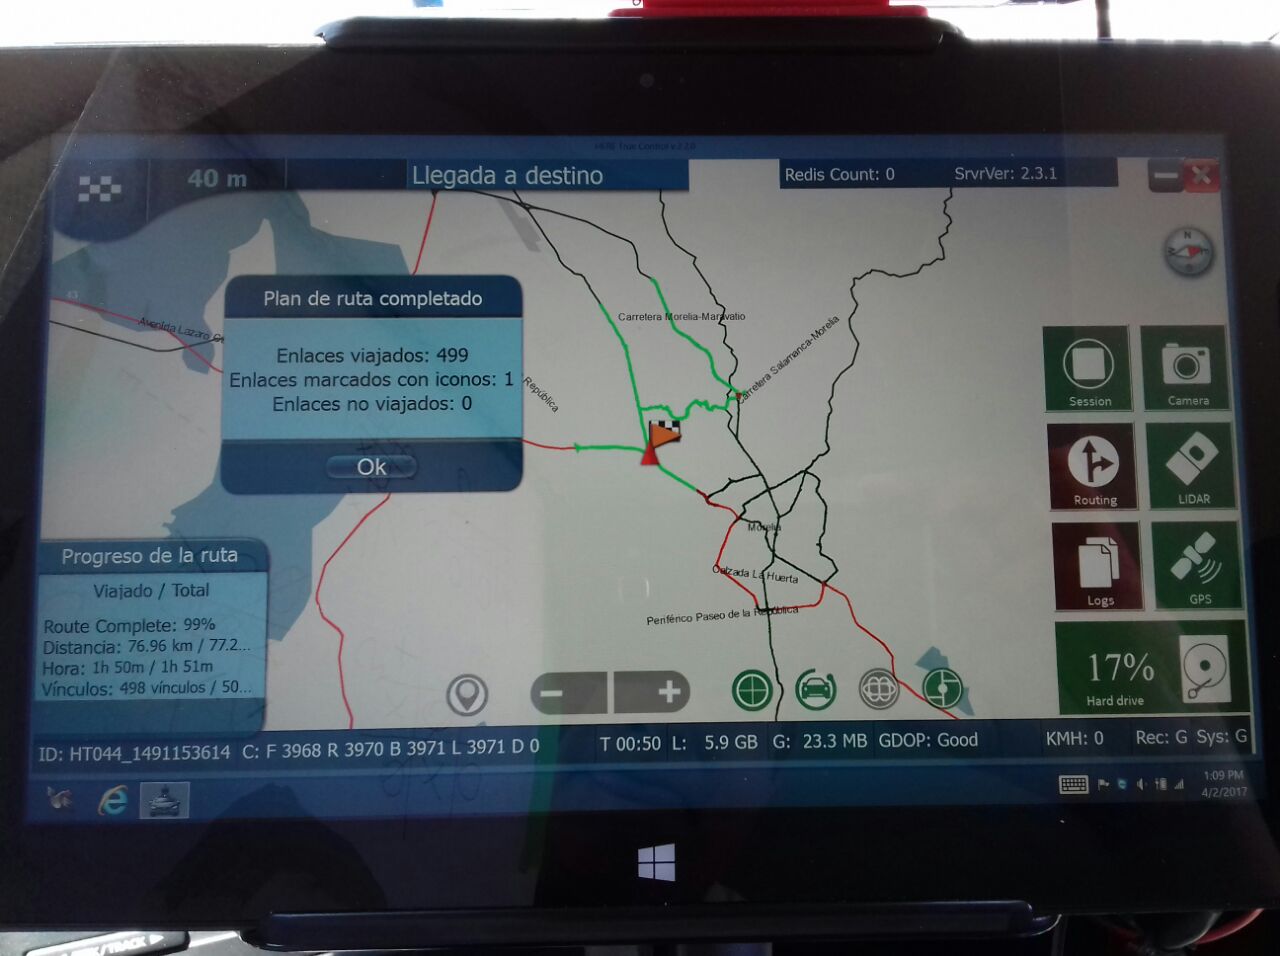 HERE True Control v.2.2.0
40 m
Llegada a destino
Redis Count: 0
SrvrVer: 2.3.1
N
43
Avenida Lazaro
Carretera Morelia-Maravatio
Carretera Salamanca-Morelia
República
Plan de ruta completado
Enlaces viajados: 499
Enlaces marcados con iconos: 1
Enlaces no viajados: 0
Ok
Morelia
Calzada La Huerta
Periférico Paseo de la República
Session
Camera
Routing
LIDAR
Logs
GPS
17%
Hard drive
Progreso de la ruta
Viajado / Total
Route Complete: 99%
Distancia: 76.96 km / 77.2...
Hora: 1h 50m / 1h 51m
Vínculos: 498 vínculos / 50...
ID: HT044_1491153614 C: F 3968 R 3970 B 3971 L 3971 D 0
T 00:50 L: 5.9 GB G: 23.3 MB GDOP: Good
KMH: 0 Rec: G Sys: G
1:09 PM
4/2/2017